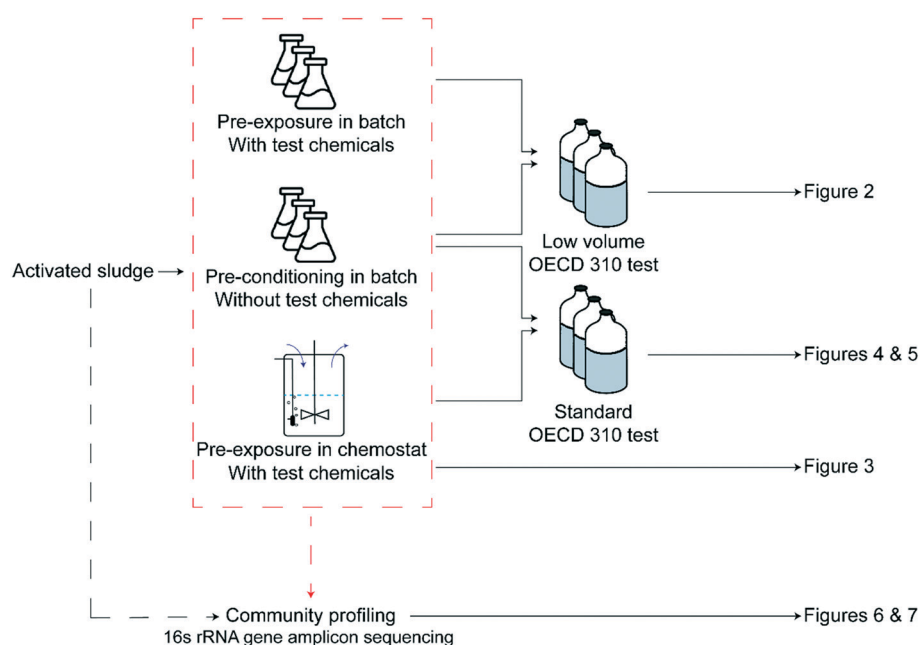 Pre-exposure in batch
With test chemicals
Figure 2
Low volume
OECD 310 test
Activated sludge
Pre-conditioning in batch
Without test chemicals
Figures 4 & 5
Standard
OECD 310 test
Pre-exposure in chemostat
With test chemicals
Figure 3
Community profiling
16s rRNA gene amplicon sequencing
Figures 6 & 7